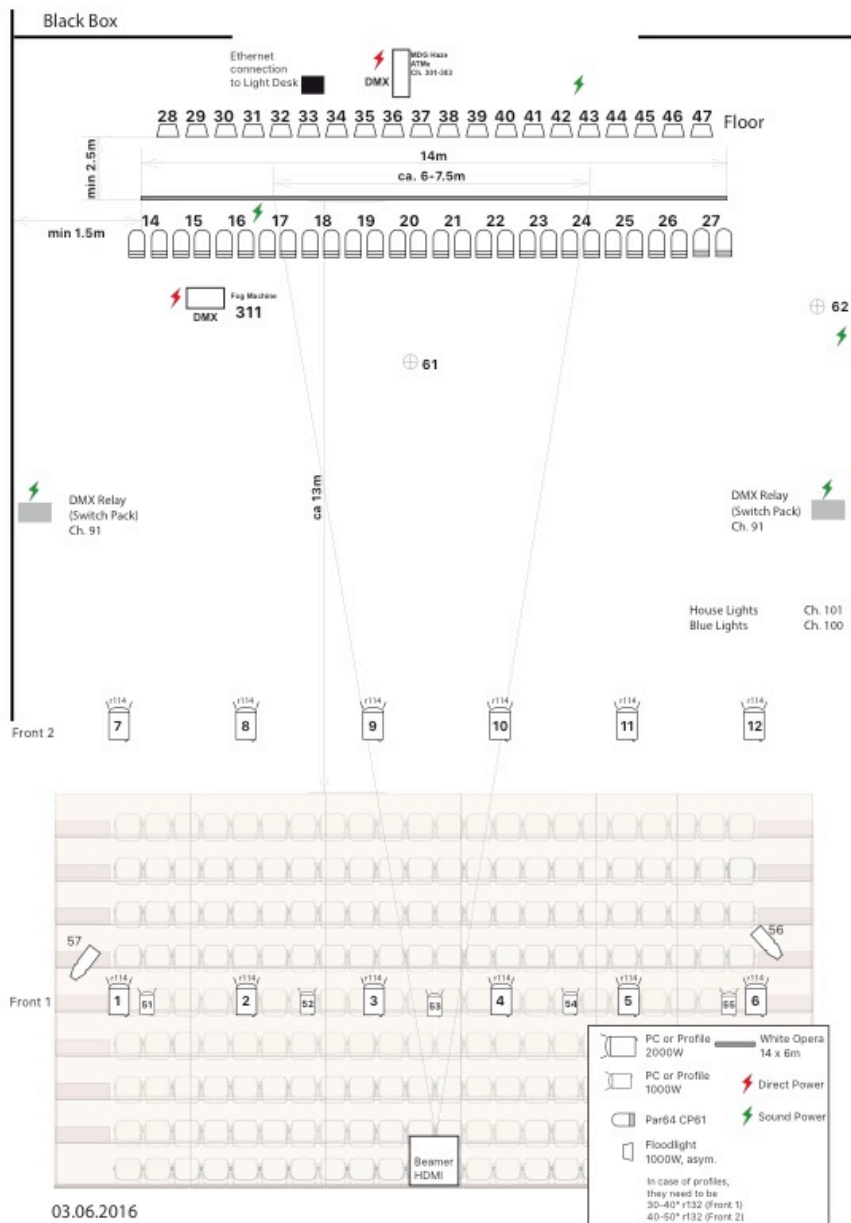 Black Box
Ethernet
connection
to Light Desk
DMX
MDG Haze
ATMe
Ch. 301-303
28 29 30 31 32 33 34 35 36 37 38 39 40 41 42 43 44 45 46 47 Floor
min 2.5m
14m
ca. 6-7.5m
min 1.5m
14 15 16 17 18 19 20 21 22 23 24 25 26 27
Fog Machine
311
DMX
62
61
ca 13m
DMX Relay
(Switch Pack)
Ch. 91
DMX Relay
(Switch Pack)
Ch. 91
House Lights Ch. 101
Blue Lights Ch. 100
r114 r114 r114 r114 r114 r114
7 8 9 10 11 12
Front 2
57 56
r114 r114 r114 r114 r114 r114
Front 1 1 51 2 52 3 53 4 54 5 55 6
Beamer
HDMI
PC or Profile
2000W
White Opera
14 x 6m
PC or Profile
1000W
Direct Power
Par64 CP61
Sound Power
Floodlight
1000W, asym.
In case of profiles,
they need to be
30-40° r132 (Front 1)
40-50° r132 (Front 2)
03.06.2016